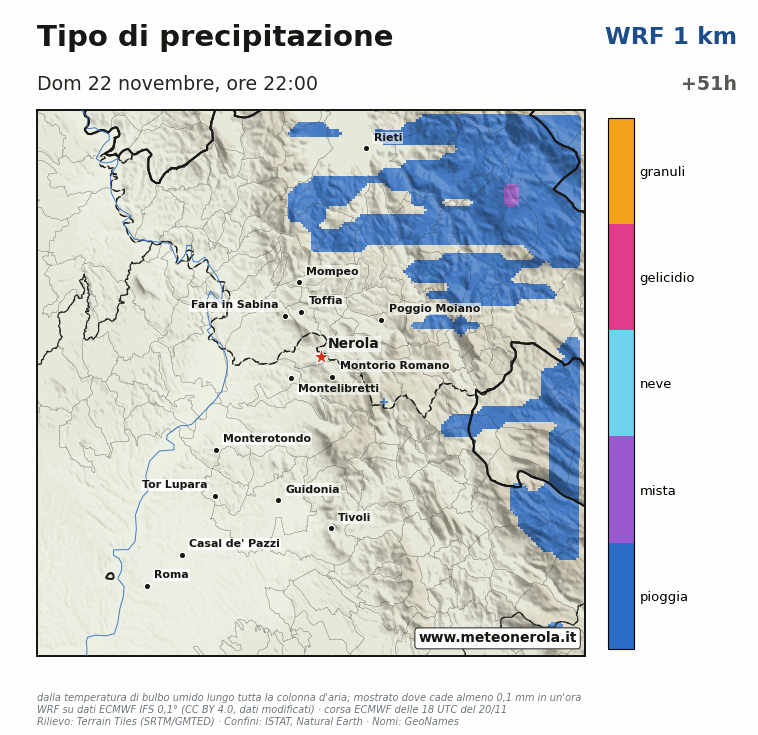 Tipo di precipitazione
WRF 1 km
Dom 22 novembre, ore 22:00
+51h
Rieti
Mompeo
Fara in Sabina
Toffia
Poggio Moiano
Nerola
Montorio Romano
Montelibretti
Monterotondo
Tor Lupara
Guidonia
Tivoli
Casal de' Pazzi
Roma
www.meteonerola.it
granuli
gelicidio
neve
mista
pioggia
dalla temperatura di bulbo umido lungo tutta la colonna d'aria; mostrato dove cade almeno 0,1 mm in un'ora
WRF su dati ECMWF IFS 0,1° (CC BY 4.0, dati modificati) · corsa ECMWF delle 18 UTC del 20/11
Rilievo: Terrain Tiles (SRTM/GMTED) · Confini: ISTAT, Natural Earth · Nomi: GeoNames